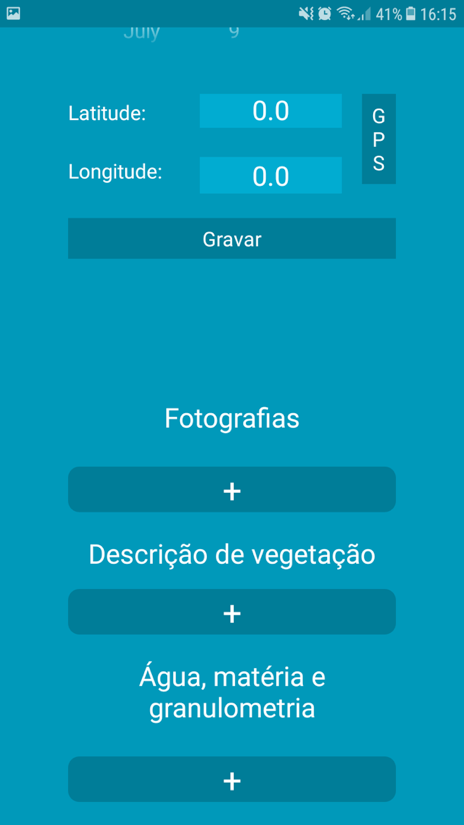 41% 16:15
July 9
Latitude: 0.0
GPS
Longitude: 0.0
Gravar
Fotografias
+
Descrição de vegetação
+
Água, matéria e
granulometria
+